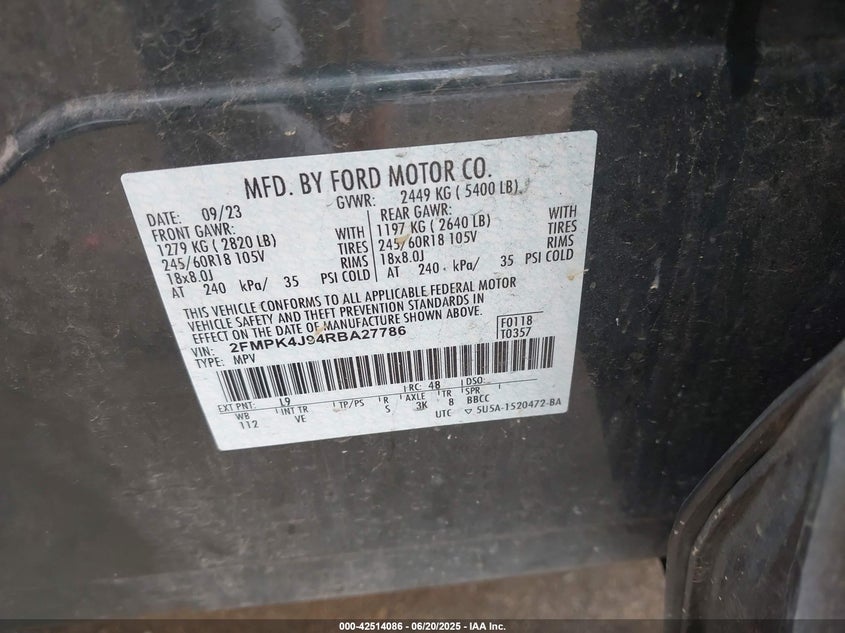 MFD. BY FORD MOTOR CO.
DATE: 09/23 GVWR: 2449 KG ( 5400 LB)
FRONT GAWR: WITH REAR GAWR: WITH
1279 KG ( 2820 LB) TIRES 1197 KG ( 2640 LB) TIRES
245/60R18 105V RIMS 245/60R18 105V RIMS
18x8.0J 18x8.0J
AT 240 kPa/ 35 PSI COLD AT 240 kPa/ 35 PSI COLD
THIS VEHICLE CONFORMS TO ALL APPLICABLE FEDERAL MOTOR
VEHICLE SAFETY AND THEFT PREVENTION STANDARDS IN
EFFECT ON THE DATE OF MANUFACTURE SHOWN ABOVE.
VIN: 2FMPK4J94RBA27786 F0118
TYPE: MPV T0357
EXT PNT: L9 RC: 48 DSO:
WB INT TR TP/PS R AXLE TR SPR
112 VE S 3K B BBCC
UTC ▽ 5U5A-1520472-BA
000-42514086 - 06/20/2025 - IAA Inc.